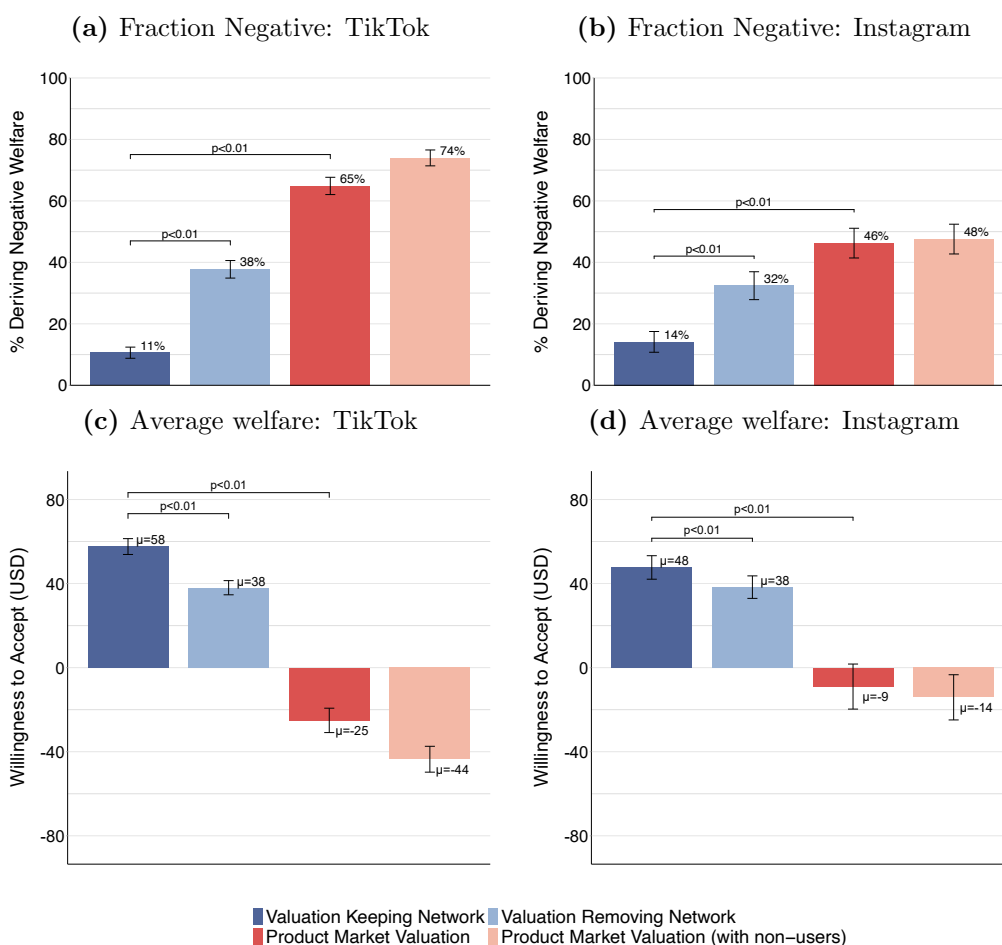 (a) Fraction Negative: TikTok
% Deriving Negative Welfare
100
80
60
40
20
0
p<0.01
p<0.01
11%
38%
65%
74%
(b) Fraction Negative: Instagram
% Deriving Negative Welfare
100
80
60
40
20
0
p<0.01
p<0.01
14%
32%
46%
48%
(c) Average welfare: TikTok
Willingness to Accept (USD)
80
40
0
-40
-80
p<0.01
p<0.01
μ=58
μ=38
μ=-25
μ=-44
(d) Average welfare: Instagram
Willingness to Accept (USD)
80
40
0
-40
-80
p<0.01
p<0.01
μ=48
μ=38
μ=-9
μ=-14
Valuation Keeping Network Valuation Removing Network
Product Market Valuation Product Market Valuation (with non−users)